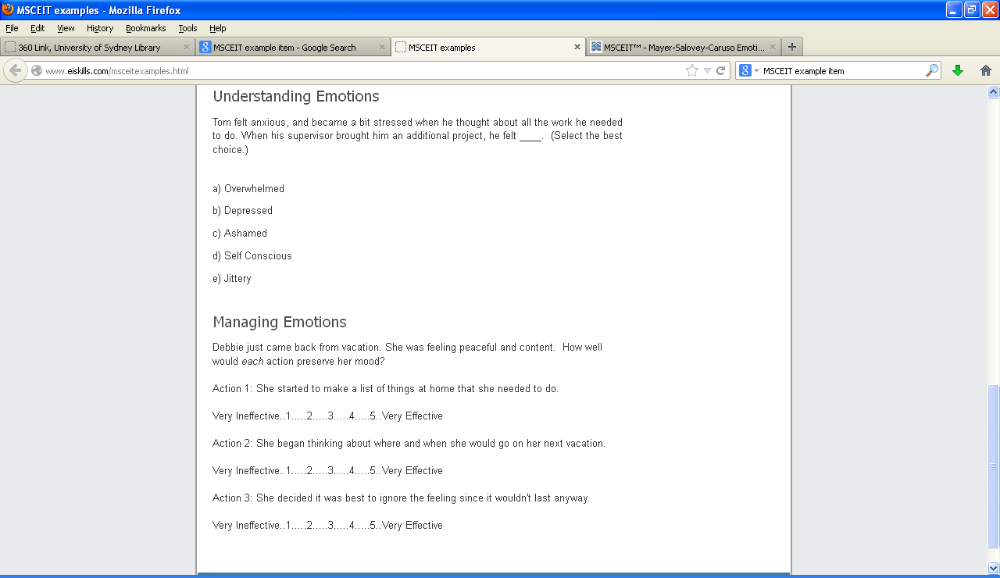 MSCEIT examples - Mozilla Firefox
File Edit View History Bookmarks Tools Help
360 Link, University of Sydney Library × MSCEIT example item - Google Search × MSCEIT examples × MSCEIT™ - Mayer-Salovey-Caruso Emoti... × +
www.eiskills.com/msceitexamples.html 8 MSCEIT example item
Understanding Emotions
Tom felt anxious, and became a bit stressed when he thought about all the work he needed
to do. When his supervisor brought him an additional project, he felt ____.  (Select the best
choice.)
a) Overwhelmed
b) Depressed
c) Ashamed
d) Self Conscious
e) Jittery
Managing Emotions
Debbie just came back from vacation. She was feeling peaceful and content.  How well
would each action preserve her mood?
Action 1: She started to make a list of things at home that she needed to do.
Very Ineffective..1.....2.....3.....4.....5..Very Effective
Action 2: She began thinking about where and when she would go on her next vacation.
Very Ineffective..1.....2.....3.....4.....5..Very Effective
Action 3: She decided it was best to ignore the feeling since it wouldn't last anyway.
Very Ineffective..1.....2.....3.....4.....5..Very Effective